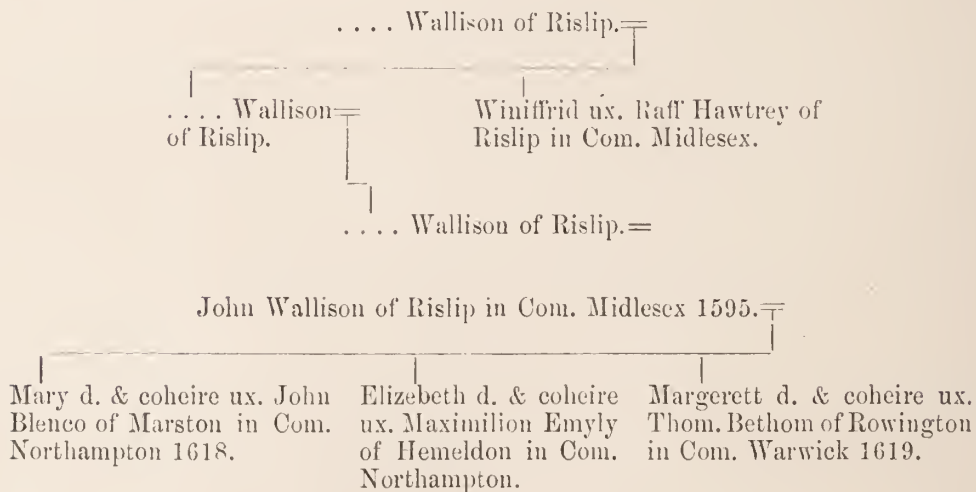 . . . . Wallison of Rislip.
. . . . Wallison
of Rislip.
Winiffrid ux. Raff Hawtrey of
Rislip in Com. Midlesex.
. . . . Wallison of Rislip.
John Wallison of Rislip in Com. Midlesex 1595.
Mary d. & coheire ux. John
Blenco of Marston in Com.
Northampton 1618.
Elizebeth d. & coheire
ux. Maximilion Emyly
of Hemeldon in Com.
Northampton.
Margerett d. & coheire ux.
Thom. Bethom of Rowington
in Com. Warwick 1619.